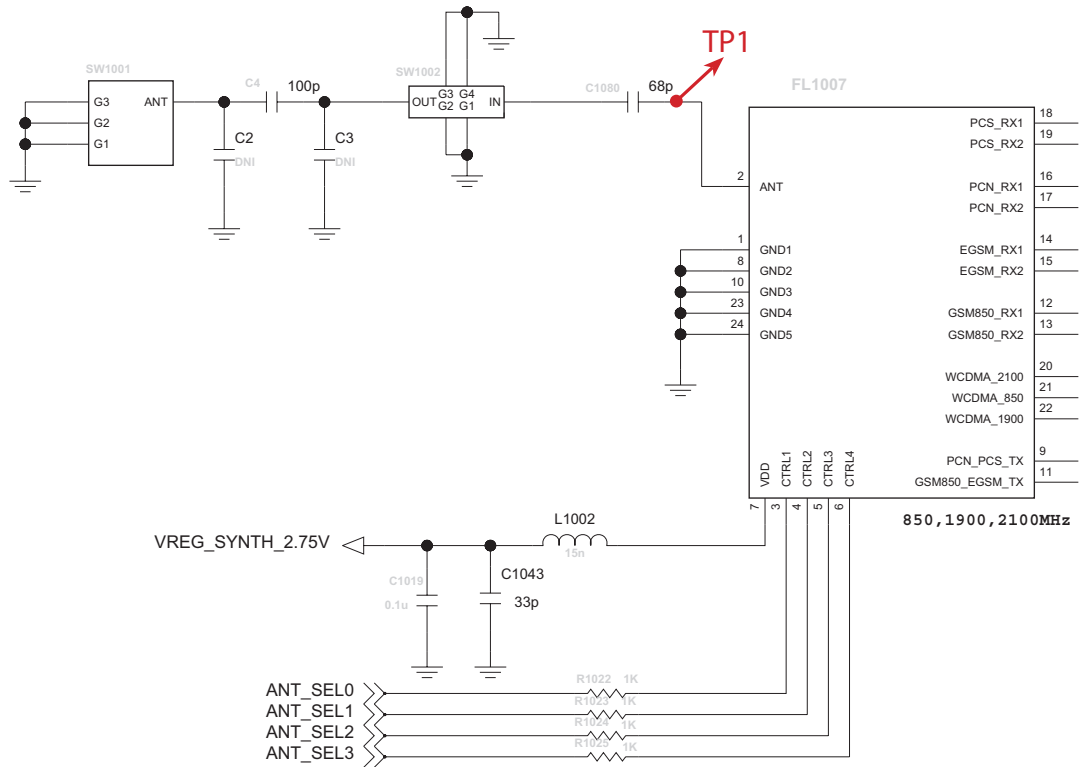 TP1
SW1001
C4
100p
SW1002
C1080
68p
FL1007
G3
G2
G1
ANT
C2
DNI
C3
DNI
OUT
G3
G2
G4
G1
IN
18
PCS_RX1
19
PCS_RX2
16
PCN_RX1
17
PCN_RX2
14
EGSM_RX1
15
EGSM_RX2
12
GSM850_RX1
13
GSM850_RX2
20
WCDMA_2100
21
WCDMA_850
22
WCDMA_1900
9
PCN_PCS_TX
11
GSM850_EGSM_TX
2
ANT
1
GND1
8
GND2
10
GND3
23
GND4
24
GND5
VDD
CTRL1
CTRL2
CTRL3
CTRL4
7
3
4
5
6
850,1900,2100MHz
L1002
15n
VREG_SYNTH_2.75V
C1019
0.1u
C1043
33p
ANT_SEL0
R1022 1K
ANT_SEL1
R1023 1K
ANT_SEL2
R1024 1K
ANT_SEL3
R1025 1K